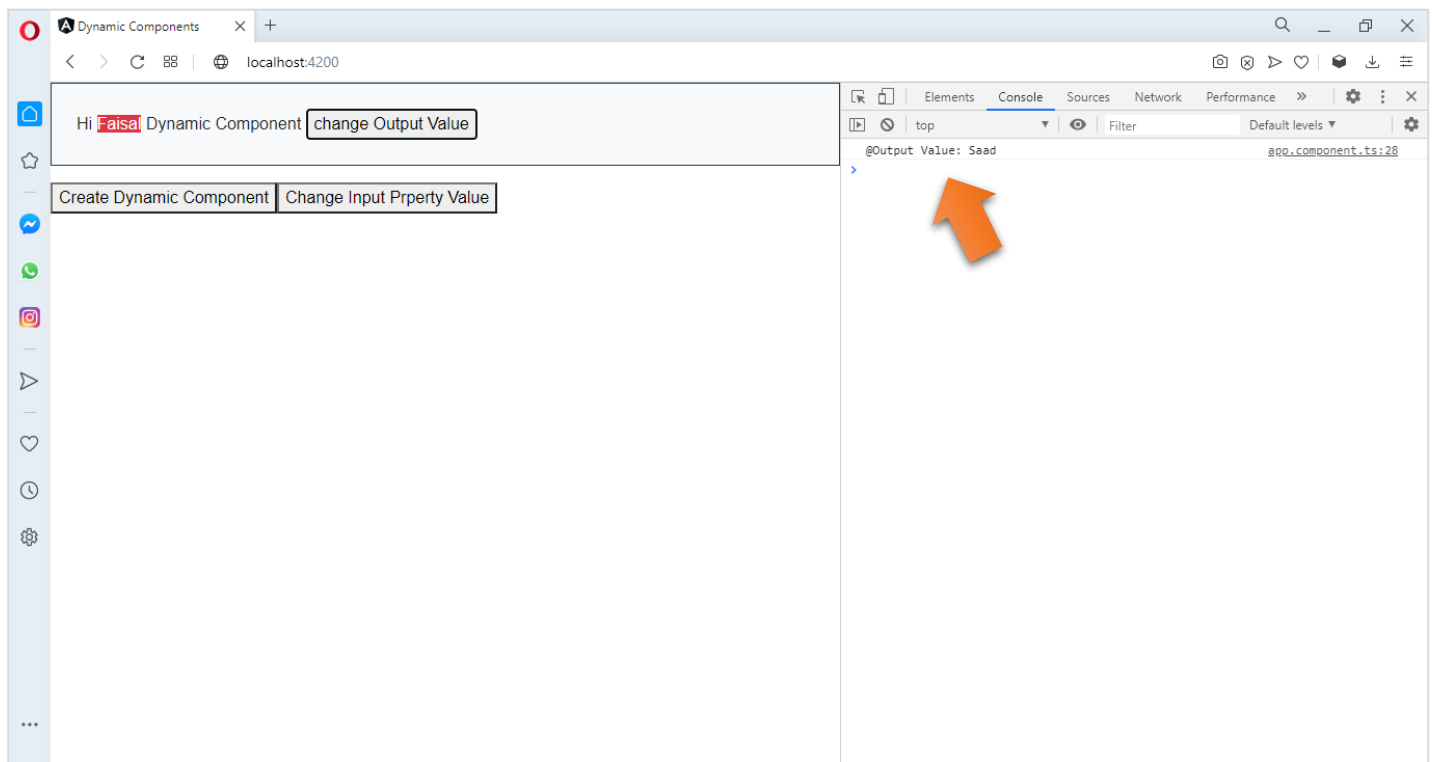 Dynamic Components
localhost:4200
Hi Faisal Dynamic Component change Output Value
Create Dynamic Component Change Input Prperty Value
Elements Console Sources Network Performance »
top Filter Default levels ▼
@Output Value: Saad app.component.ts:28
>